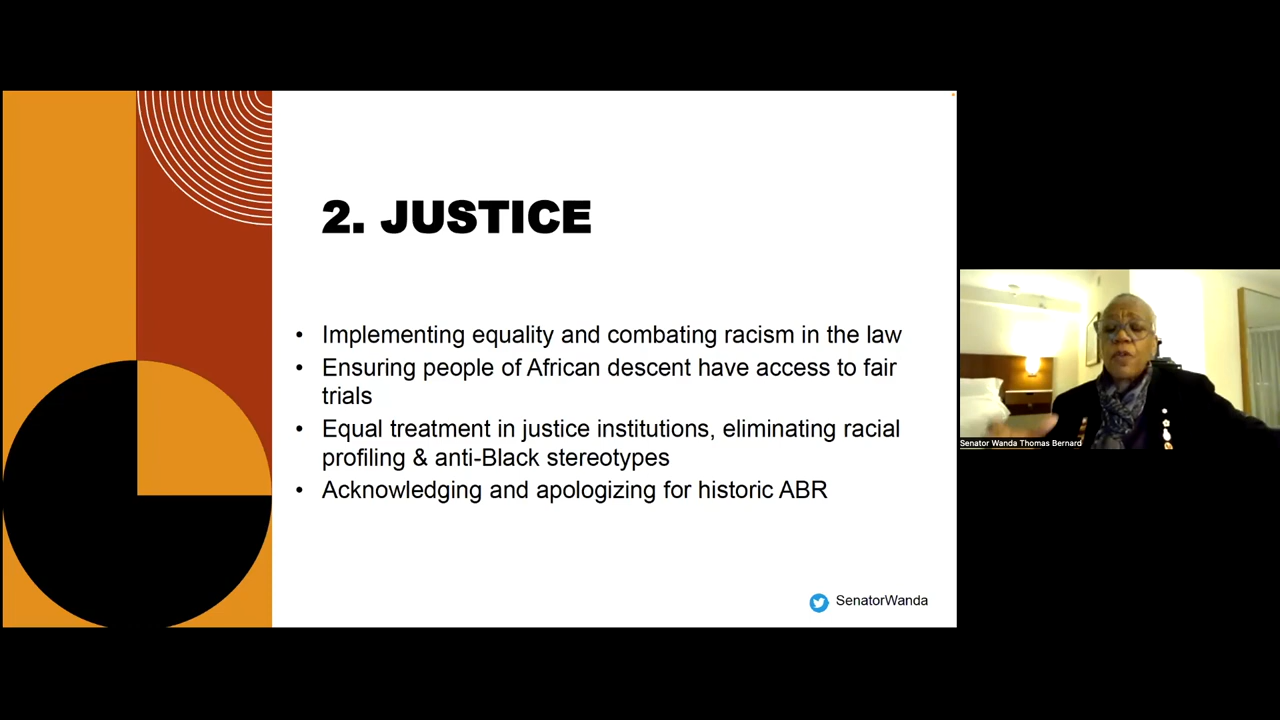 2. JUSTICE
• Implementing equality and combating racism in the law
• Ensuring people of African descent have access to fair
trials
• Equal treatment in justice institutions, eliminating racial
profiling & anti-Black stereotypes
• Acknowledging and apologizing for historic ABR
SenatorWanda
Senator Wanda Thomas Bernard